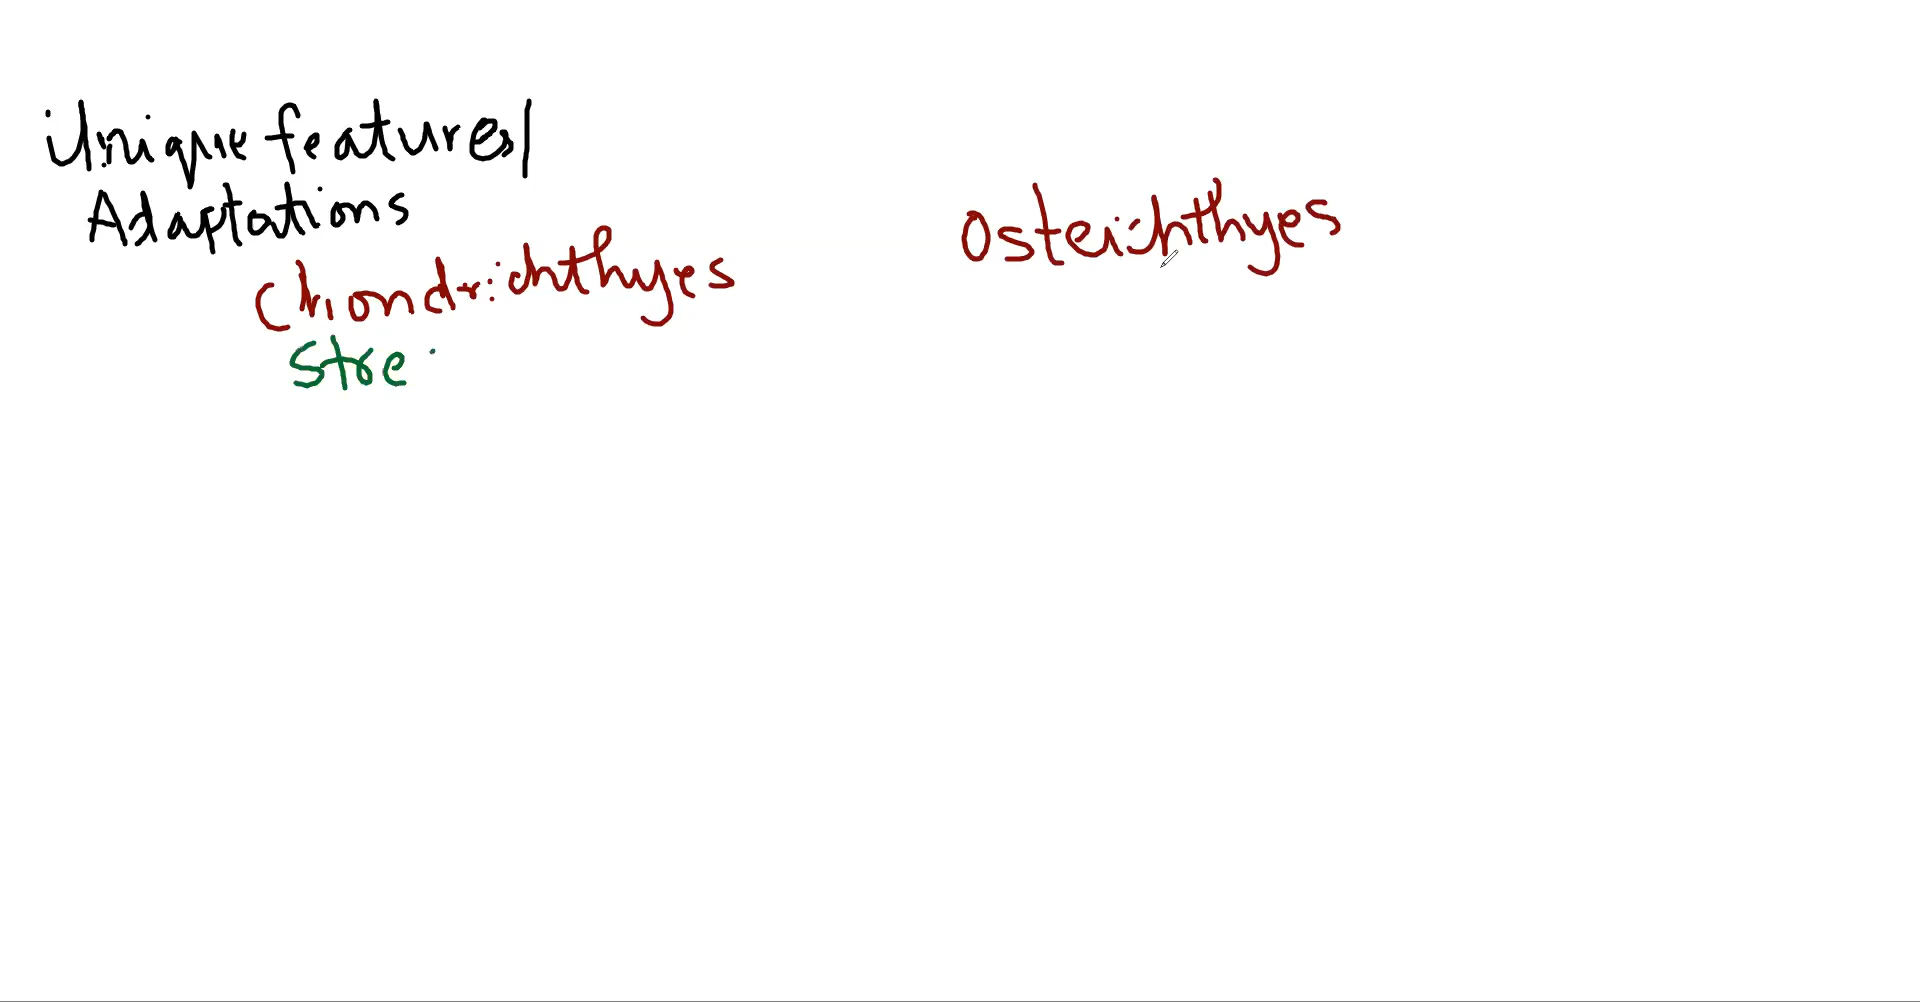 Unique features/
Adaptations
Chondrichthyes
Osteichthyes
Stre